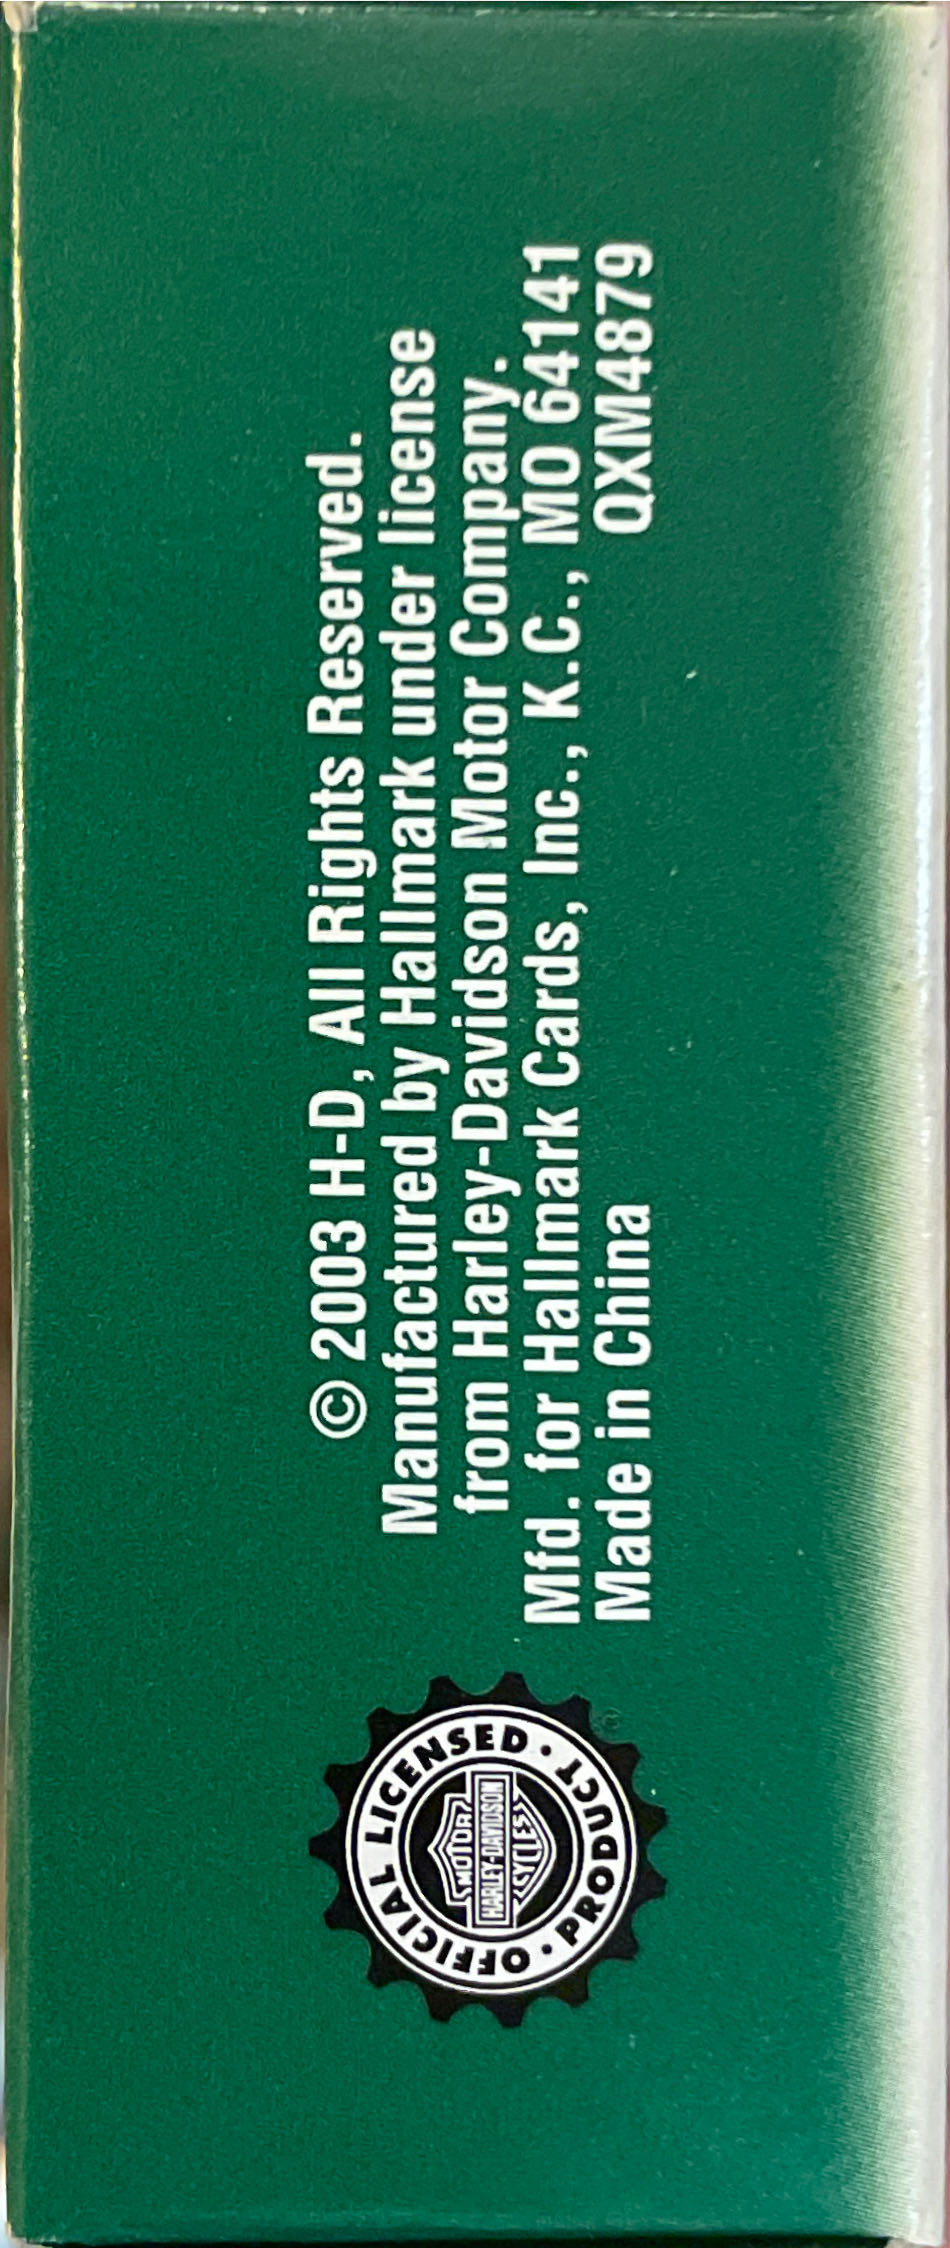 © 2003 H-D, All Rights Reserved.
Manufactured by Hallmark under license
from Harley-Davidson Motor Company.
Mfd. for Hallmark Cards, Inc., K.C., MO 64141
Made in China QXM4879
OFFICIAL LICENSED • PRODUCT •
MOTOR
HARLEY-DAVIDSON
CYCLES